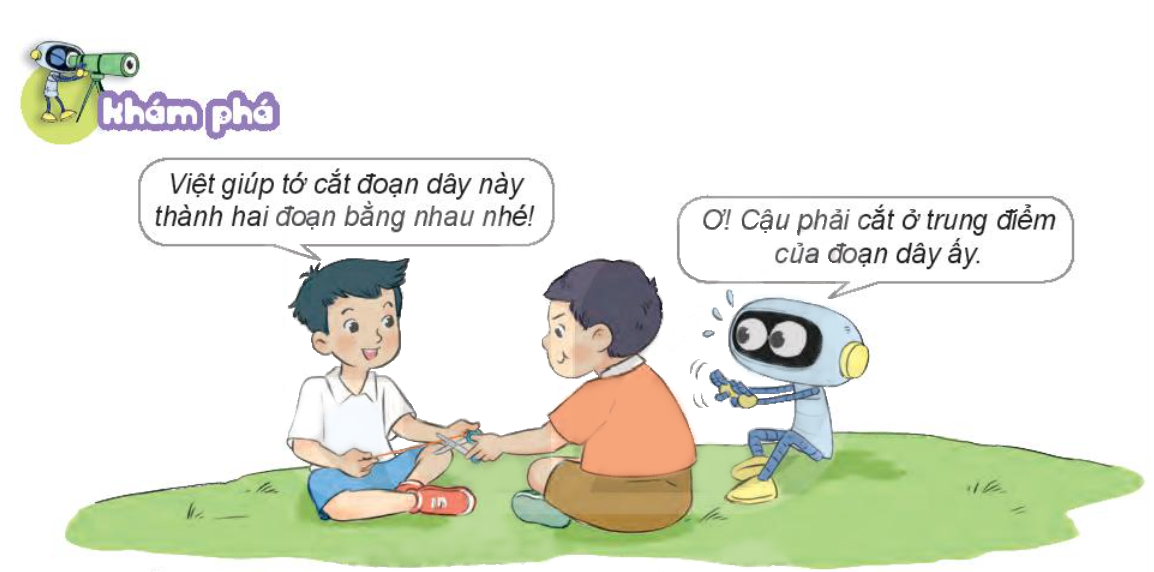 khám phá
Việt giúp tớ cắt đoạn dây này
thành hai đoạn bằng nhau nhé!
Ơ! Cậu phải cắt ở trung điểm
của đoạn dây ấy.